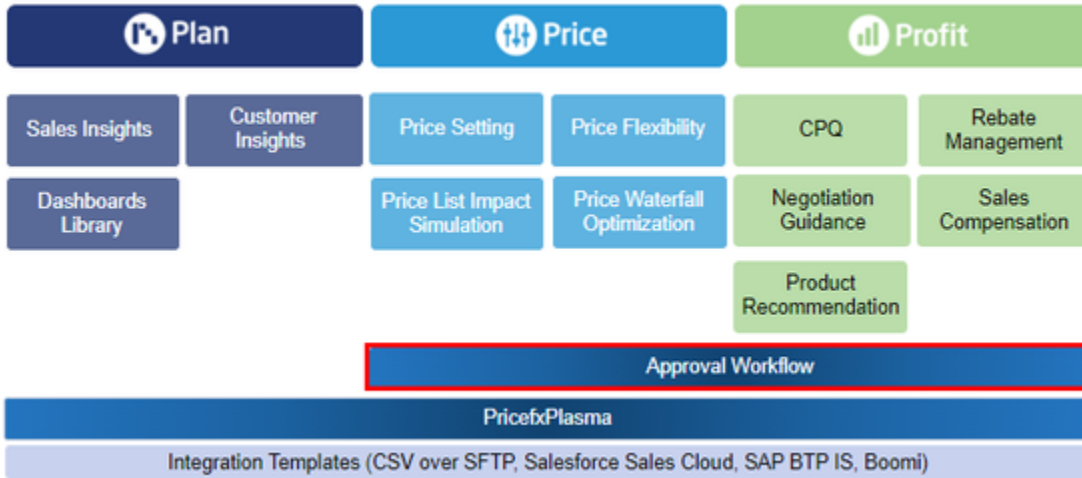 Plan
Price
Profit
Sales Insights
Customer
Insights
Price Setting
Price Flexibility
CPQ
Rebate
Management
Dashboards
Library
Price List Impact
Simulation
Price Waterfall
Optimization
Negotiation
Guidance
Sales
Compensation
Product
Recommendation
Approval Workflow
PricefxPlasma
Integration Templates (CSV over SFTP, Salesforce Sales Cloud, SAP BTP IS, Boomi)